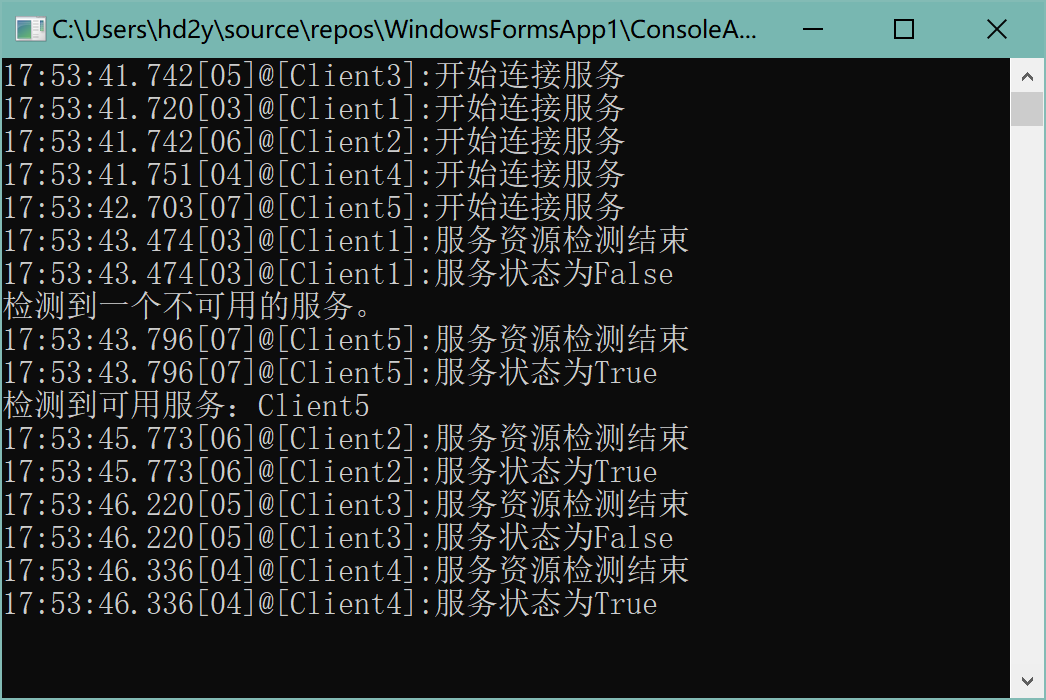 C:\Users\hd2y\source\repos\WindowsFormsApp1\ConsoleA...
17:53:41.742[05]@[Client3]:开始连接服务
17:53:41.720[03]@[Client1]:开始连接服务
17:53:41.742[06]@[Client2]:开始连接服务
17:53:41.751[04]@[Client4]:开始连接服务
17:53:42.703[07]@[Client5]:开始连接服务
17:53:43.474[03]@[Client1]:服务资源检测结束
17:53:43.474[03]@[Client1]:服务状态为False
检测到一个不可用的服务。
17:53:43.796[07]@[Client5]:服务资源检测结束
17:53:43.796[07]@[Client5]:服务状态为True
检测到可用服务：Client5
17:53:45.773[06]@[Client2]:服务资源检测结束
17:53:45.773[06]@[Client2]:服务状态为True
17:53:46.220[05]@[Client3]:服务资源检测结束
17:53:46.220[05]@[Client3]:服务状态为False
17:53:46.336[04]@[Client4]:服务资源检测结束
17:53:46.336[04]@[Client4]:服务状态为True